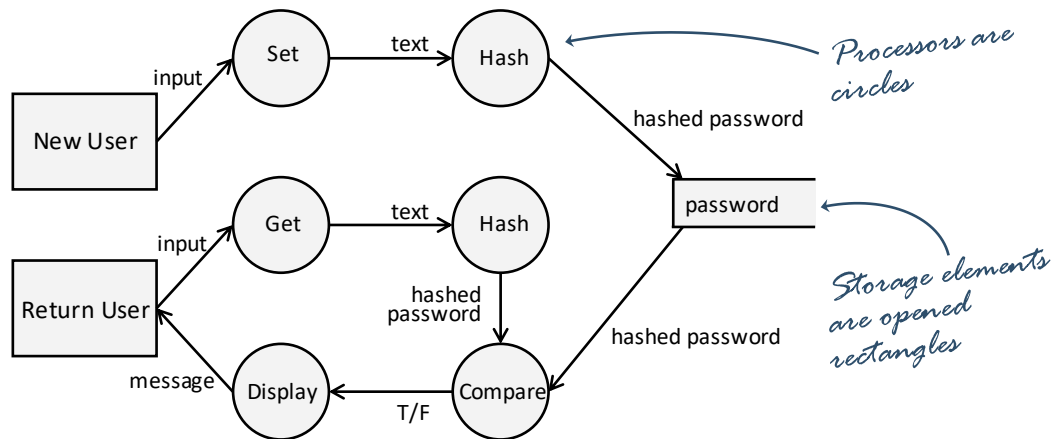 Set
text
Hash
Processors are
circles
input
New User
hashed password
Get
text
Hash
password
input
Return User
hashed
password
Storage elements
are opened
rectangles
hashed password
message
Display
T/F
Compare